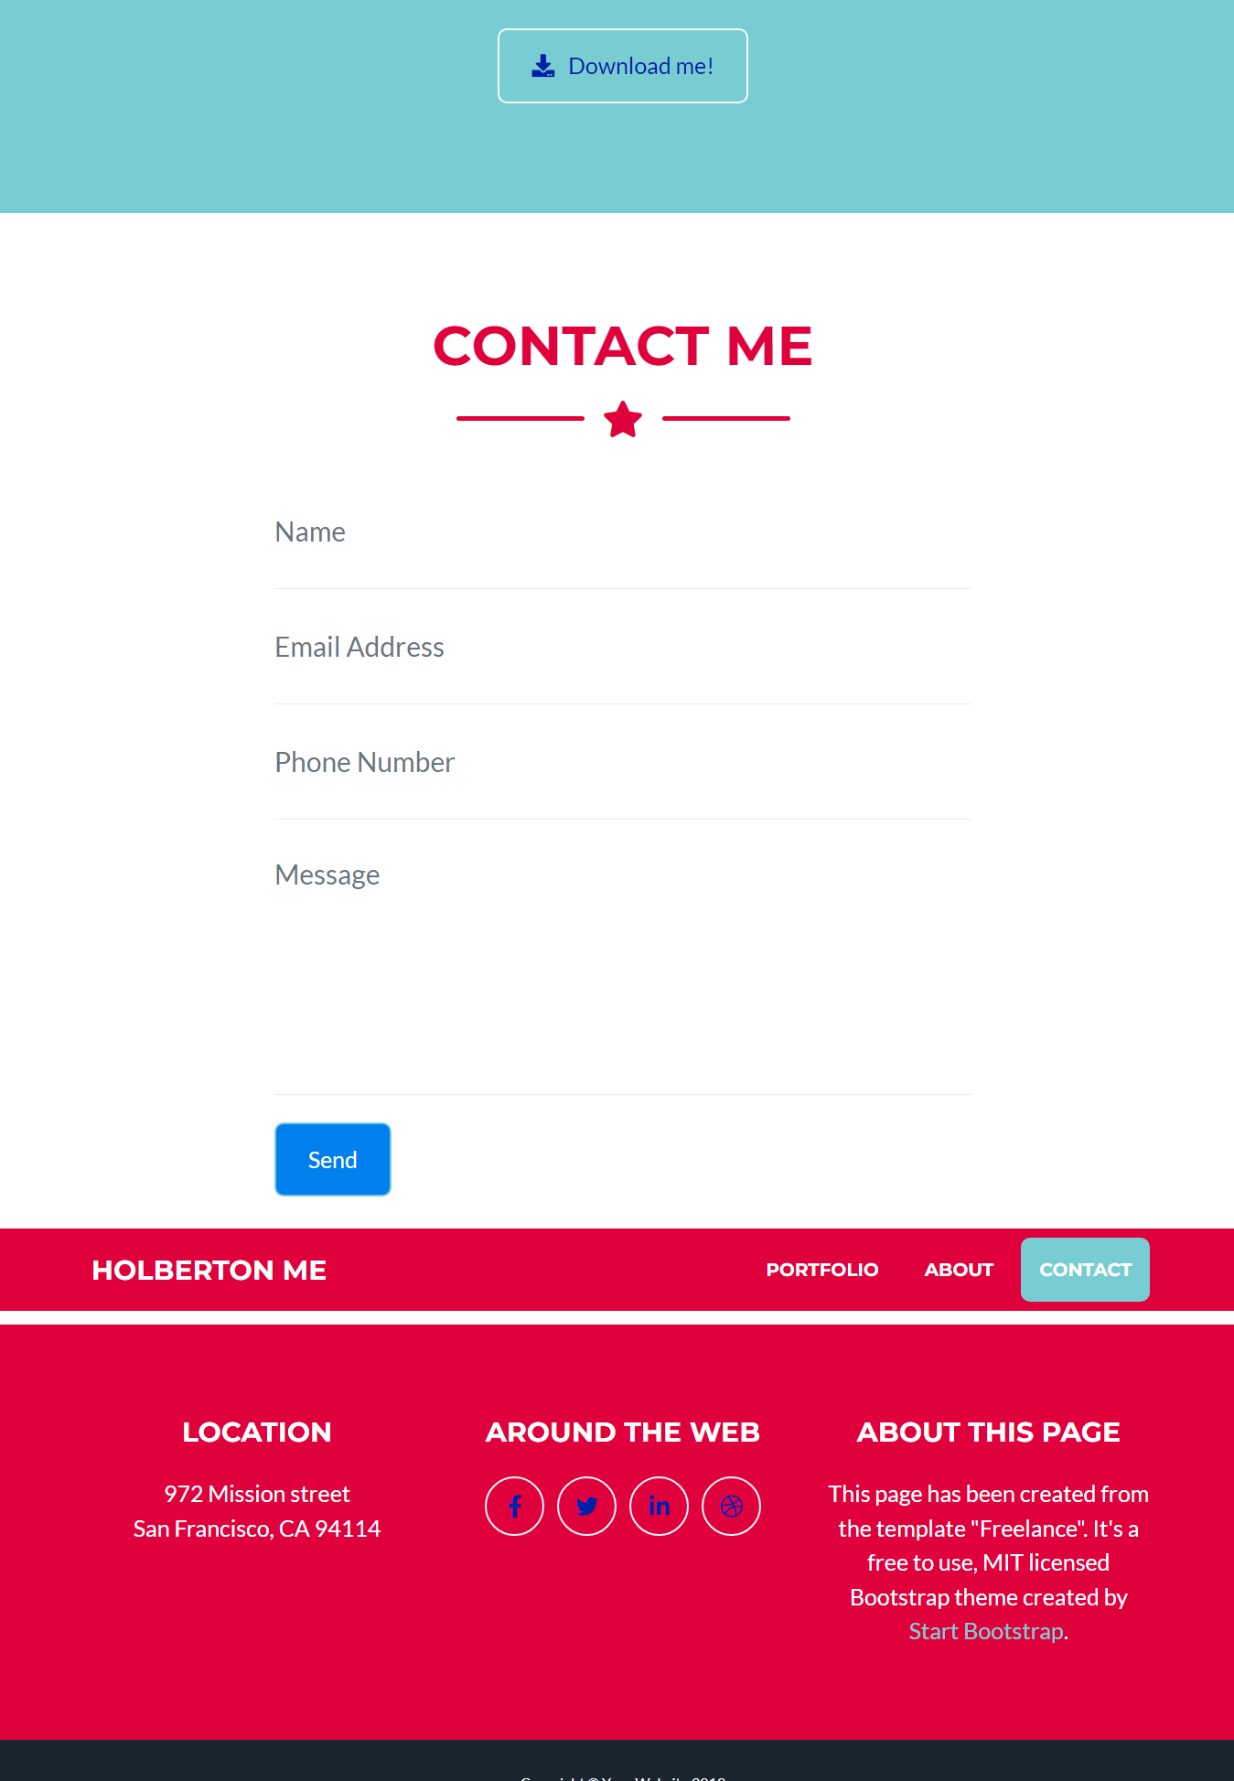 Download me!
CONTACT ME
Name
Email Address
Phone Number
Message
Send
HOLBERTON ME
PORTFOLIO
ABOUT
CONTACT
LOCATION
972 Mission street
San Francisco, CA 94114
AROUND THE WEB
ABOUT THIS PAGE
This page has been created from
the template "Freelance". It's a
free to use, MIT licensed
Bootstrap theme created by
Start Bootstrap.